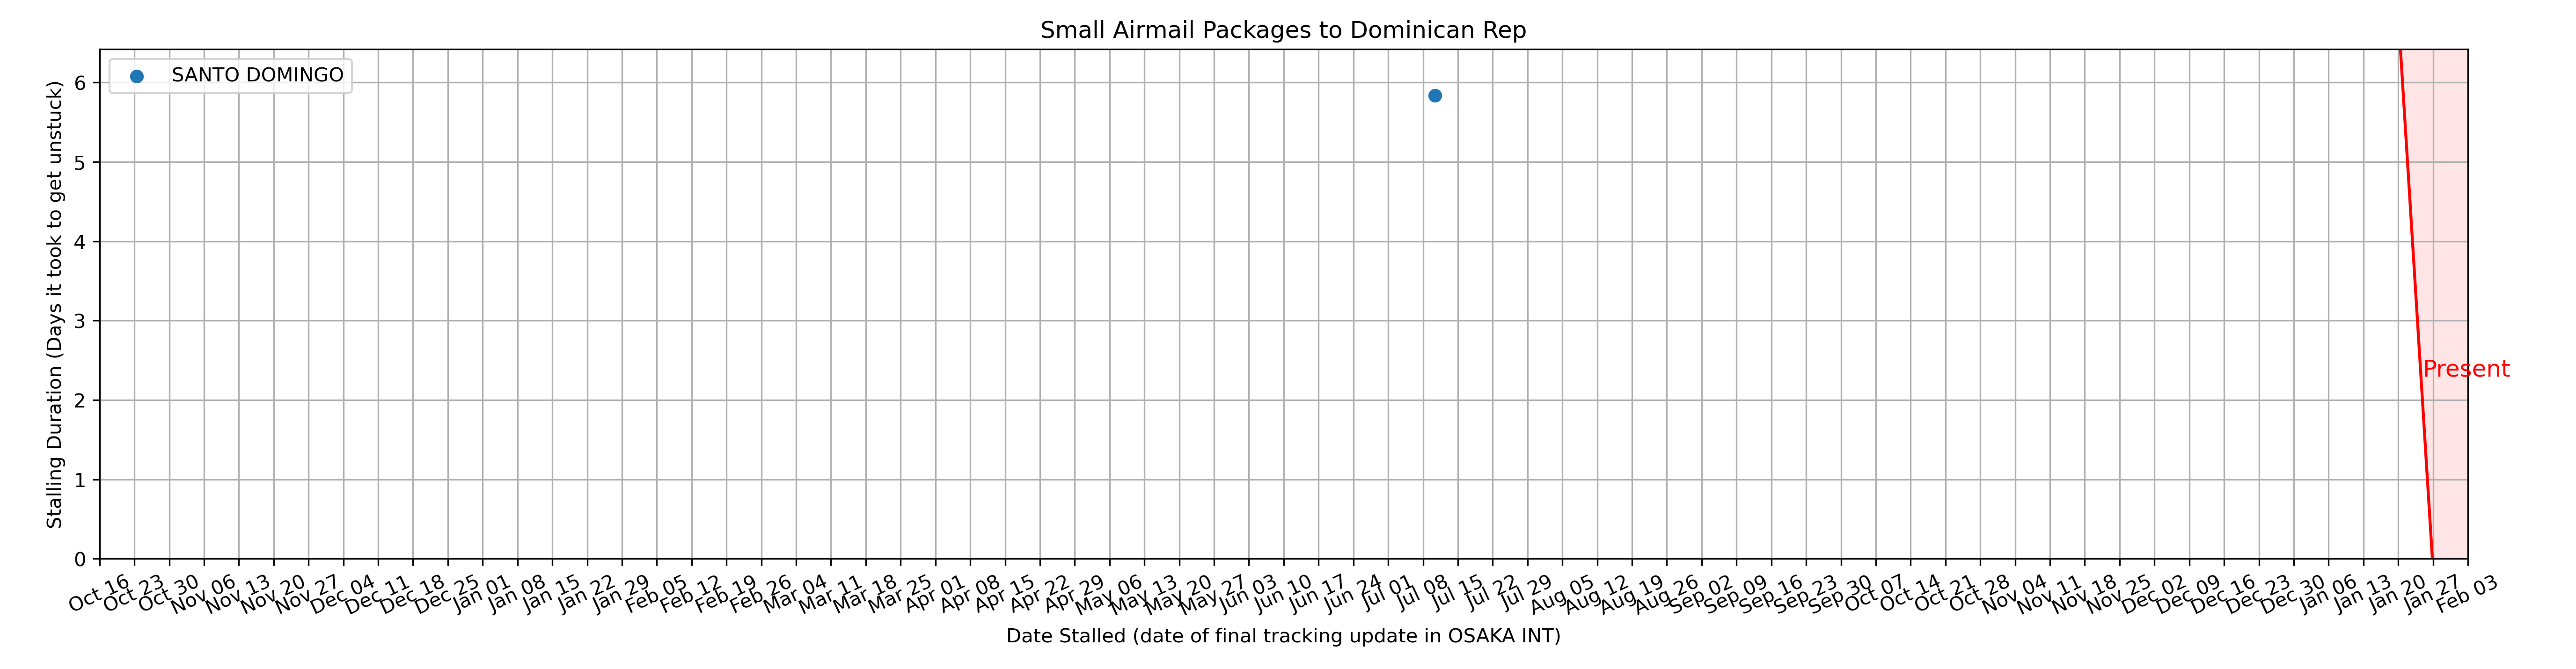 Small Airmail Packages to Dominican Rep
SANTO DOMINGO
Stalling Duration (Days it took to get unstuck)
6
5
4
3
2
1
0
Present
Oct 16 Oct 23 Oct 30 Nov 06 Nov 13 Nov 20 Nov 27 Dec 04 Dec 11 Dec 18 Dec 25 Jan 01 Jan 08 Jan 15 Jan 22 Jan 29 Feb 05 Feb 12 Feb 19 Feb 26 Mar 04 Mar 11 Mar 18 Mar 25 Apr 01 Apr 08 Apr 15 Apr 22 Apr 29 May 06 May 13 May 20 May 27 Jun 03 Jun 10 Jun 17 Jun 24 Jul 01 Jul 08 Jul 15 Jul 22 Jul 29 Aug 05 Aug 12 Aug 19 Aug 26 Sep 02 Sep 09 Sep 16 Sep 23 Sep 30 Oct 07 Oct 14 Oct 21 Oct 28 Nov 04 Nov 11 Nov 18 Nov 25 Dec 02 Dec 09 Dec 16 Dec 23 Dec 30 Jan 06 Jan 13 Jan 20 Jan 27 Feb 03
Date Stalled (date of final tracking update in OSAKA INT)